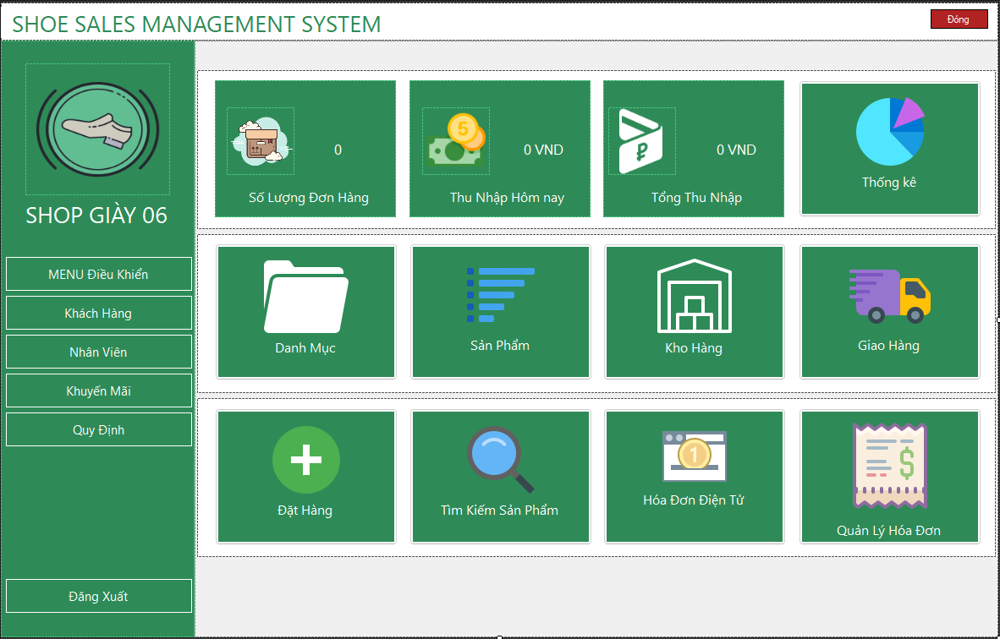 SHOE SALES MANAGEMENT SYSTEM
Đóng
SHOP GIÀY 06
MENU Điều Khiển
Khách Hàng
Nhân Viên
Khuyến Mãi
Quy Định
Đăng Xuất
0
Số Lượng Đơn Hàng
5
0 VND
Thu Nhập Hôm nay
₽
0 VND
Tổng Thu Nhập
Thống kê
Danh Mục
Sản Phẩm
Kho Hàng
Giao Hàng
Đặt Hàng
Tìm Kiếm Sản Phẩm
1
Hóa Đơn Điện Tử
$
Quản Lý Hóa Đơn